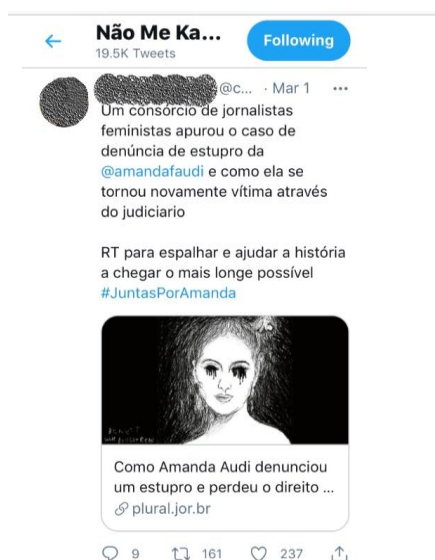 Não Me Ka...
19.5K Tweets
Following
@c... · Mar 1
Um consórcio de jornalistas
feministas apurou o caso de
denúncia de estupro da
@amandafaudi e como ela se
tornou novamente vítima através
do judiciario
RT para espalhar e ajudar a história
a chegar o mais longe possível
#JuntasPorAmanda
Como Amanda Audi denunciou
um estupro e perdeu o direito ...
plural.jor.br
9 161 237